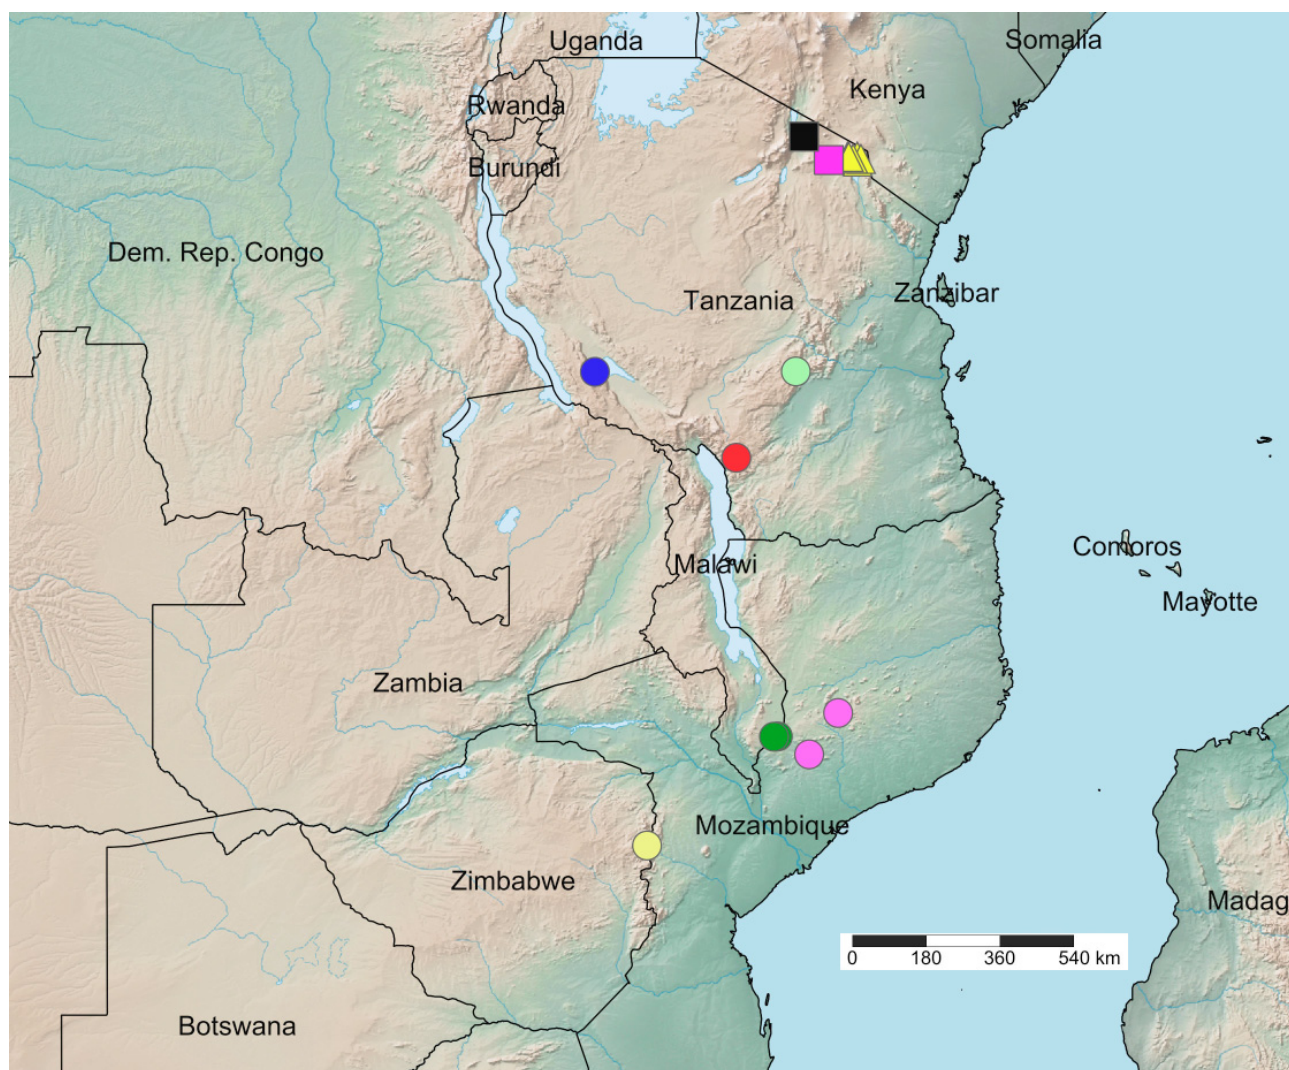 Uganda
Somalia
Kenya
Rwanda
Burundi
Dem. Rep. Congo
Tanzania
Zanzibar
Comoros
Malawi
Mayotte
Zambia
Mozambique
Zimbabwe
Madag
0 180 360 540 km
Botswana